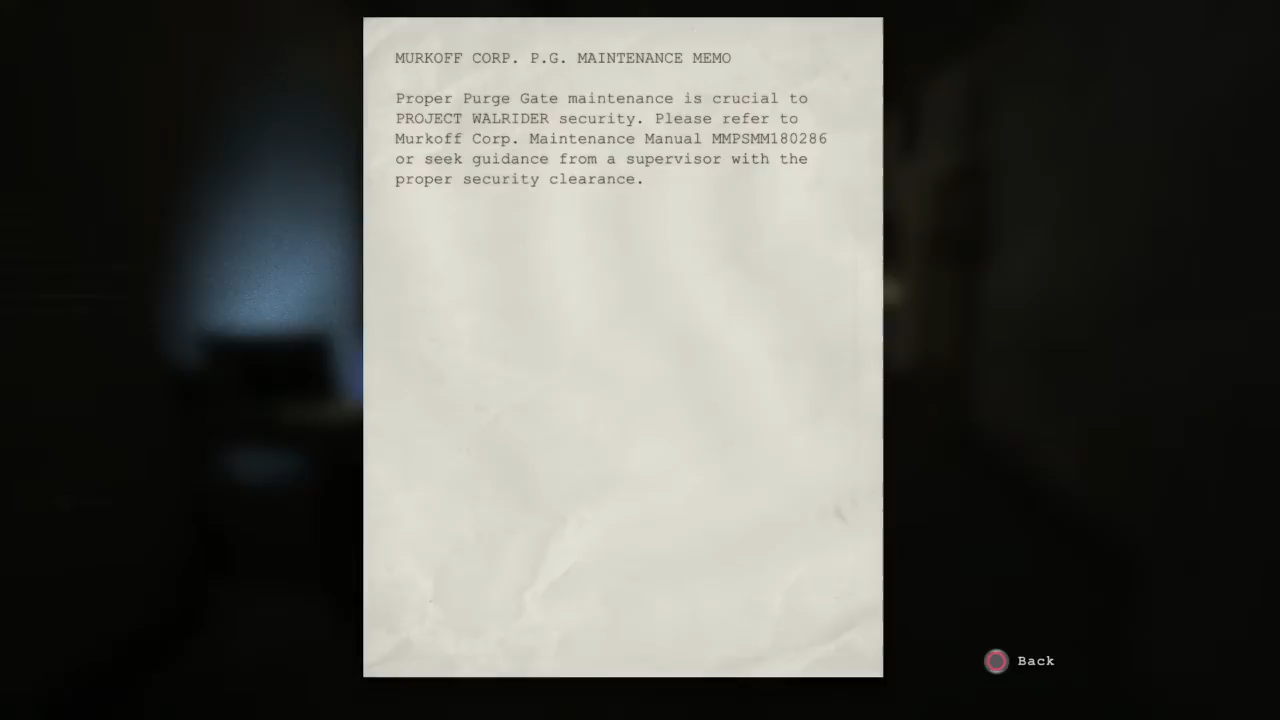 MURKOFF CORP. P.G. MAINTENANCE MEMO
Proper Purge Gate maintenance is crucial to
PROJECT WALRIDER security. Please refer to
Murkoff Corp. Maintenance Manual MMPSMM180286
or seek guidance from a supervisor with the
proper security clearance.
Back